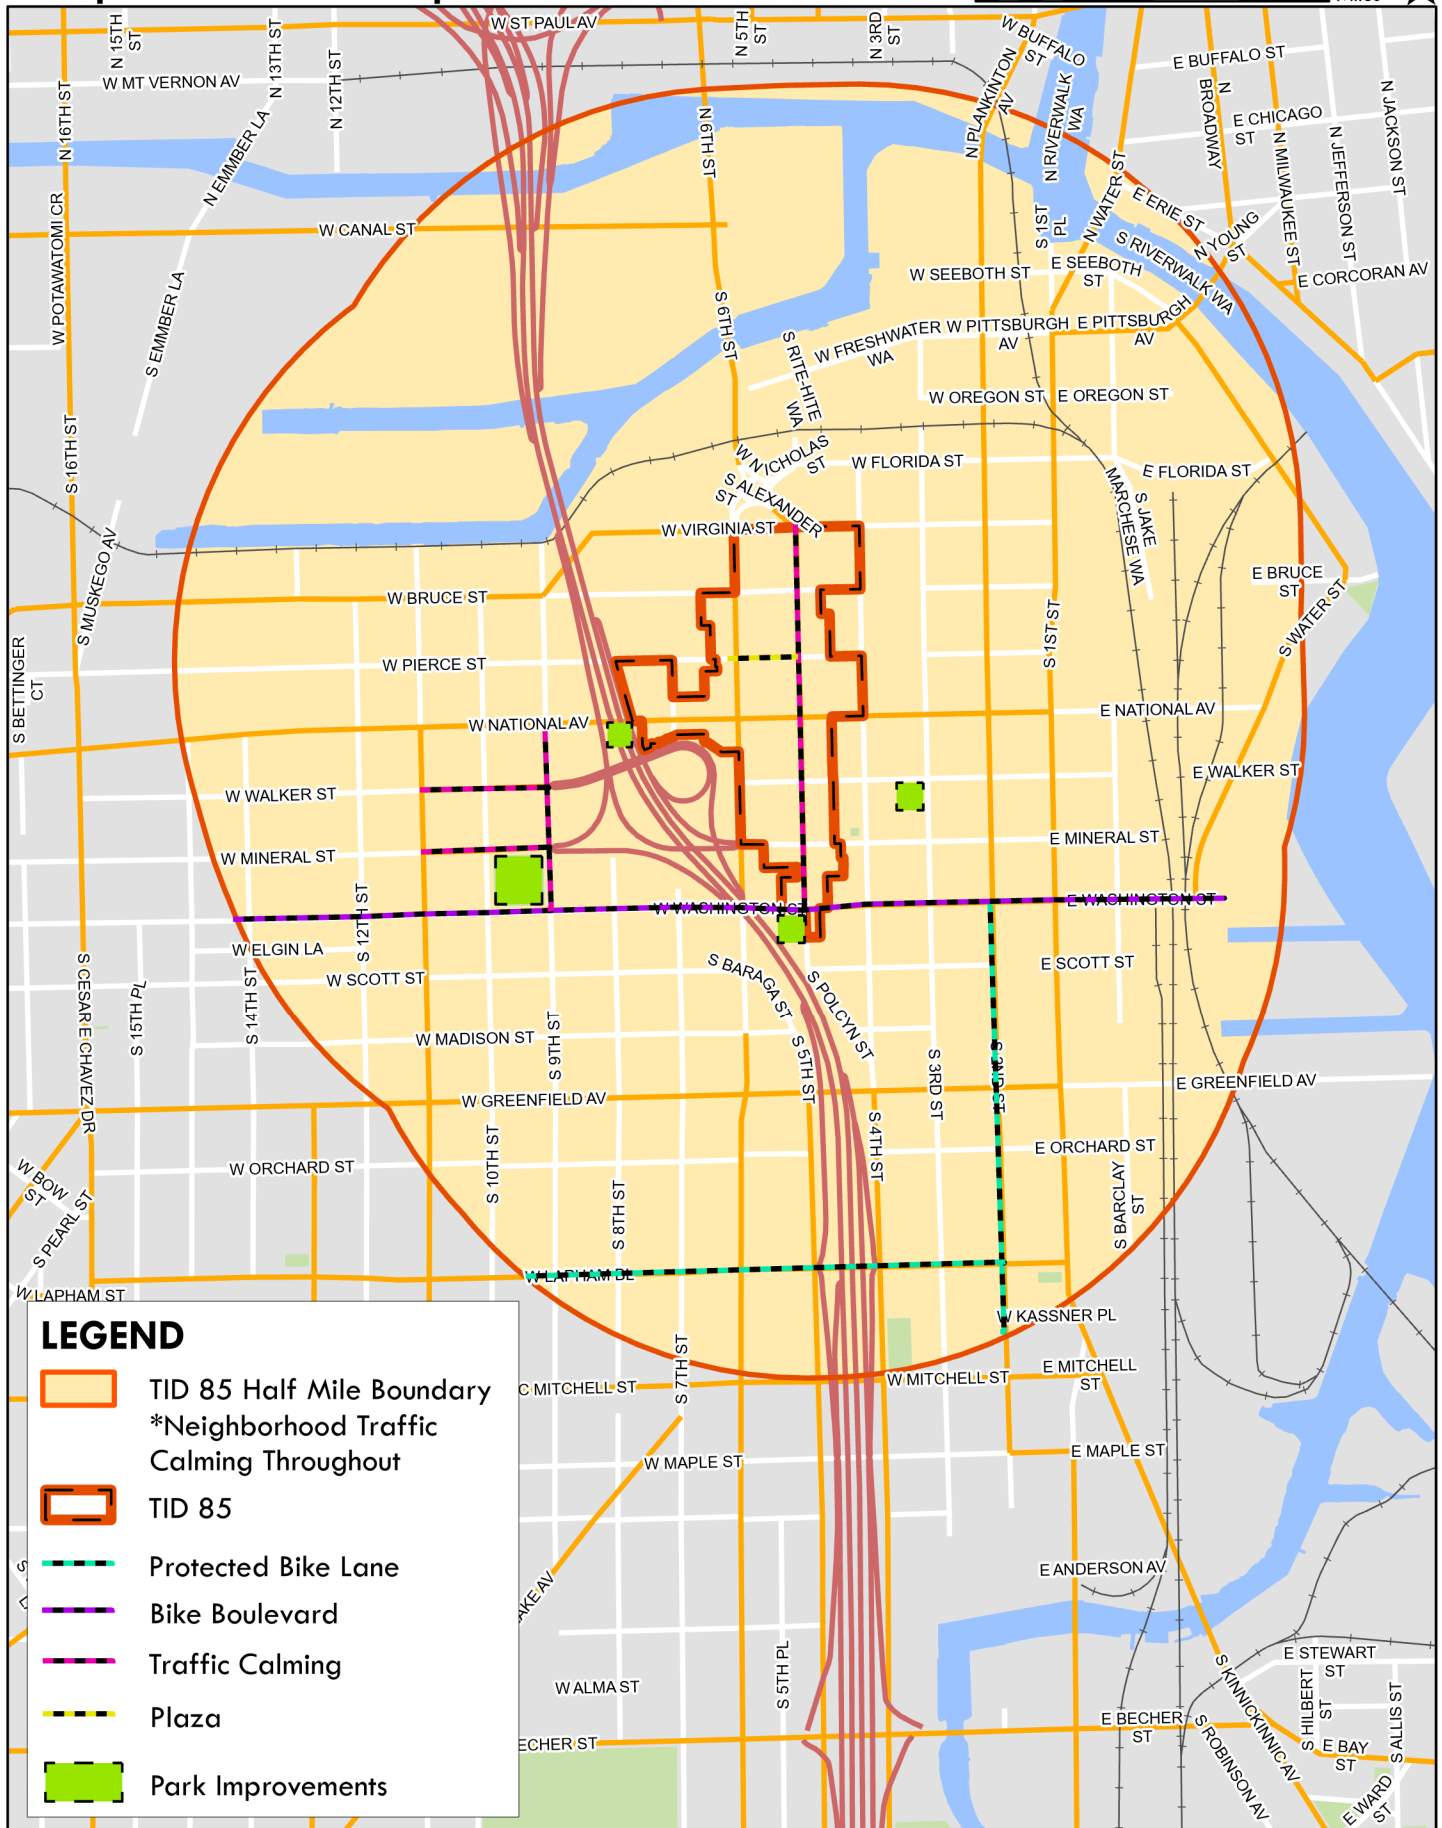 W ST PAUL AV
N 15TH
ST
N 13TH ST
N 12TH ST
N 5TH
ST
N 3RD
ST
W BUFFALO
ST
E BUFFALO ST
W MT VERNON AV
N 16TH ST
N EMMBER LA
N 6TH ST
N PLANKINTON
AV
N RIVERWALK
WA
N
BROADWAY
E CHICAGO
ST
N MILWAUKEE ST
N JEFFERSON ST
N JACKSON ST
W POTAWATOMI CR
W CANAL ST
S 1ST
PL
N WATER ST
E ERIE ST
N YOUNG
ST
S RIVERWALK WA
E CORCORAN AV
W SEEBOTH ST
E SEEBOTH
ST
S EMMBER LA
S 6TH ST
S RITE-HITE
WA
W FRESHWATER
WA
W PITTSBURGH
AV
E PITTSBURGH
AV
W OREGON ST
E OREGON ST
S 16TH ST
W NICHOLAS
ST
W FLORIDA ST
E FLORIDA ST
S ALEXANDER
ST
W VIRGINIA ST
S JAKE
MARCHESE WA
S MUSKEGO AV
W BRUCE ST
E BRUCE
ST
S WATER ST
S 1ST ST
S BETTINGER
CT
W PIERCE ST
W NATIONAL AV
E NATIONAL AV
W WALKER ST
E WALKER ST
W MINERAL ST
E MINERAL ST
S 12TH ST
W WASHINGTON ST
E WASHINGTON ST
W ELGIN LA
W SCOTT ST
E SCOTT ST
S CESAR E CHAVEZ DR
S 15TH PL
S 14TH ST
S BARAGA ST
S POLCYN ST
W MADISON ST
S 9TH ST
S 5TH ST
S 3RD ST
S 2ND ST
W GREENFIELD AV
E GREENFIELD AV
S 4TH ST
W ORCHARD ST
E ORCHARD ST
W BOW
ST
S PEARL ST
S 10TH ST
S 8TH ST
S BARCLAY
ST
W LAPHAM ST
W LAPHAM BL
W KASSNER PL
S 7TH ST
C MITCHELL ST
W MITCHELL ST
E MITCHELL
ST
W MAPLE ST
E MAPLE ST
E ANDERSON AV
S 5TH PL
W ALMA ST
ECHER ST
E BECHER
ST
S KINNICKINNIC AV
S ROBINSON AV
E STEWART
ST
S HILBERT
ST
S ALLIS ST
E BAY
ST
E WARD
ST
LEGEND
TID 85 Half Mile Boundary
*Neighborhood Traffic
Calming Throughout
TID 85
Protected Bike Lane
Bike Boulevard
Traffic Calming
Plaza
Park Improvements